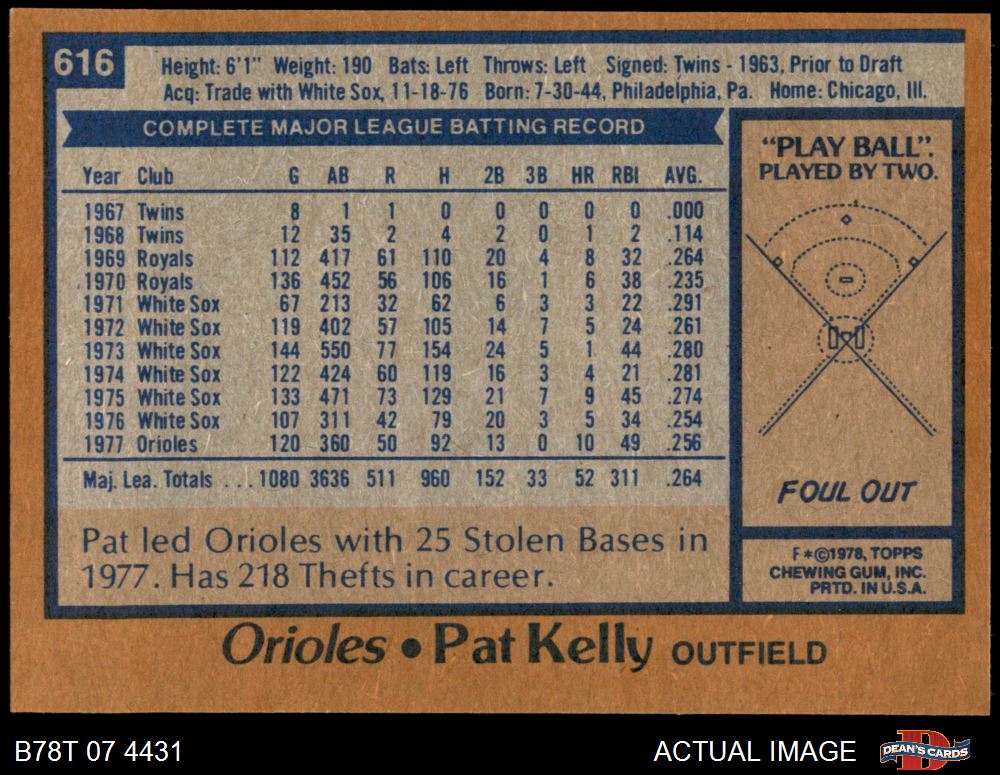 616
Height: 6'1" Weight: 190 Bats: Left Throws: Left Signed: Twins - 1963, Prior to Draft
Acq: Trade with White Sox, 11-18-76 Born: 7-30-44, Philadelphia, Pa. Home: Chicago, Ill.
COMPLETE MAJOR LEAGUE BATTING RECORD
Year Club G AB R H 2B 3B HR RBI AVG.
1967 Twins 8 1 1 0 0 0 0 0 .000
1968 Twins 12 35 2 4 2 0 1 2 .114
1969 Royals 112 417 61 110 20 4 8 32 .264
1970 Royals 136 452 56 106 16 1 6 38 .235
1971 White Sox 67 213 32 62 6 3 3 22 .291
1972 White Sox 119 402 57 105 14 7 5 24 .261
1973 White Sox 144 550 77 154 24 5 1 44 .280
1974 White Sox 122 424 60 119 16 3 4 21 .281
1975 White Sox 133 471 73 129 21 7 9 45 .274
1976 White Sox 107 311 42 79 20 3 5 34 .254
1977 Orioles 120 360 50 92 13 0 10 49 .256
Maj. Lea. Totals ... 1080 3636 511 960 152 33 52 311 .264
Pat led Orioles with 25 Stolen Bases in
1977. Has 218 Thefts in career.
"PLAY BALL".
PLAYED BY TWO.
FOUL OUT
F*©1978, TOPPS
CHEWING GUM, INC.
PRTD. IN U.S.A.
Orioles • Pat Kelly OUTFIELD
B78T 07 4431
ACTUAL IMAGE
DEAN'S CARDS